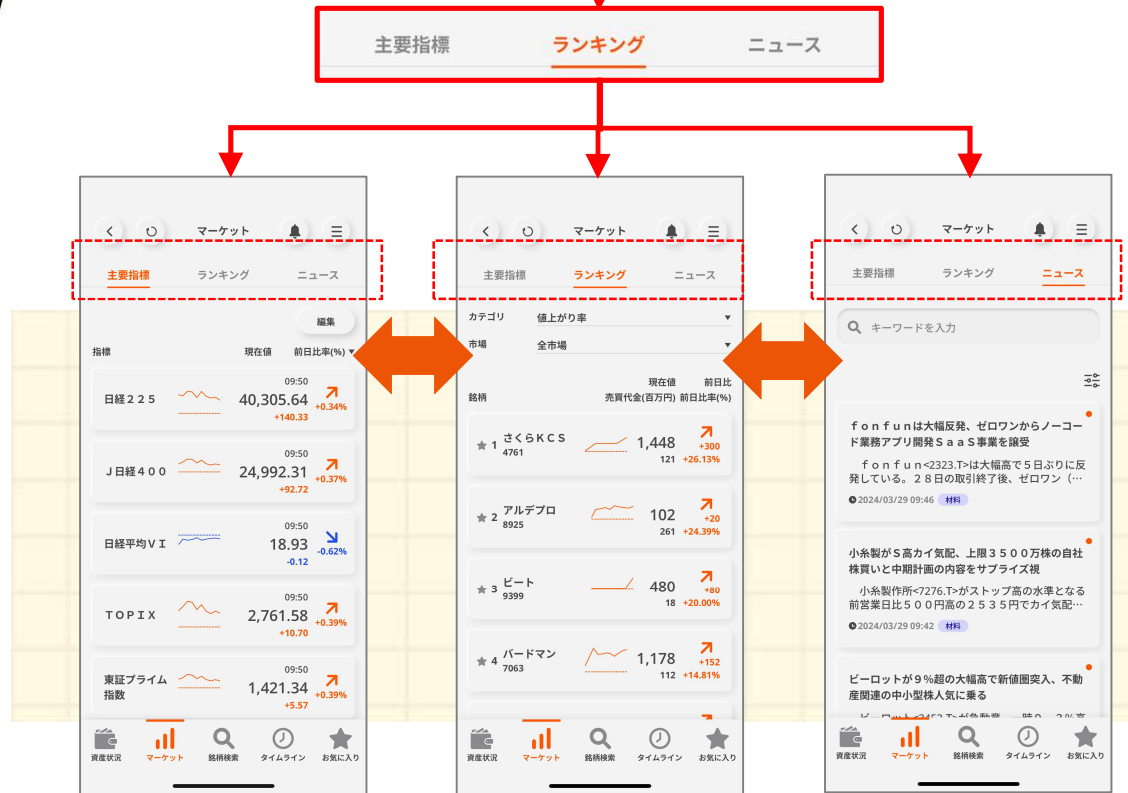 主要指標 ランキング ニュース
マーケット
主要指標 ランキング ニュース
編集
指標 現在値 前日比率(%) ▼
日経２２５ 09:50 40,305.64 +140.33 +0.34%
Ｊ日経４００ 09:50 24,992.31 +92.72 +0.37%
日経平均ＶＩ 09:50 18.93 -0.12 -0.62%
ＴＯＰＩＸ 09:50 2,761.58 +10.70 +0.39%
東証プライム
指数 09:50 1,421.34 +5.57 +0.39%
資産状況 マーケット 銘柄検索 タイムライン お気に入り
マーケット
主要指標 ランキング ニュース
カテゴリ 値上がり率 ▼
市場 全市場 ▼
現在値 前日比
銘柄 売買代金(百万円) 前日比率(%)
★ 1 さくらＫＣＳ 4761 1,448 121 +300 +26.13%
★ 2 アルデプロ 8925 102 261 +20 +24.39%
★ 3 ビート 9399 480 18 +80 +20.00%
★ 4 バードマン 7063 1,178 112 +152 +14.81%
資産状況 マーケット 銘柄検索 タイムライン お気に入り
マーケット
主要指標 ランキング ニュース
キーワードを入力
ｆｏｎｆｕｎは大幅反発、ゼロワンからノーコー
ド業務アプリ開発ＳａａＳ事業を譲受
ｆｏｎｆｕｎ<2323.T>は大幅高で５日ぶりに反
発している。２８日の取引終了後、ゼロワン（…
2024/03/29 09:46 材料
小糸製がＳ高カイ気配、上限３５００万株の自社
株買いと中期計画の内容をサプライズ視
小糸製作所<7276.T>がストップ高の水準となる
前営業日比５００円高の２５３５円でカイ気配…
2024/03/29 09:42 材料
ビーロットが９％超の大幅高で新値圏突入、不動
産関連の中小型株人気に乗る
資産状況 マーケット 銘柄検索 タイムライン お気に入り